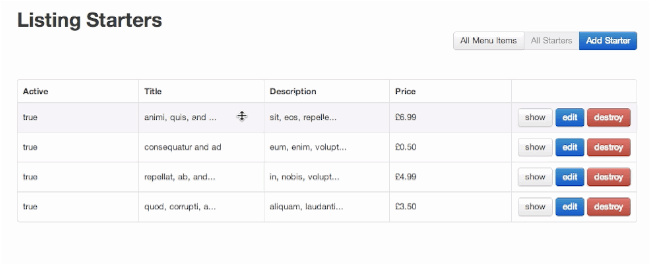 Listing Starters
All Menu Items All Starters Add Starter
Active Title Description Price
true animi, quis, and ... sit, eos, repelle... £6.99 show edit destroy
true consequatur and ad eum, enim, volupt... £0.50 show edit destroy
true repellat, ab, and... in, nobis, volupt... £4.99 show edit destroy
true quod, corrupti, a... aliquam, laudanti... £3.50 show edit destroy